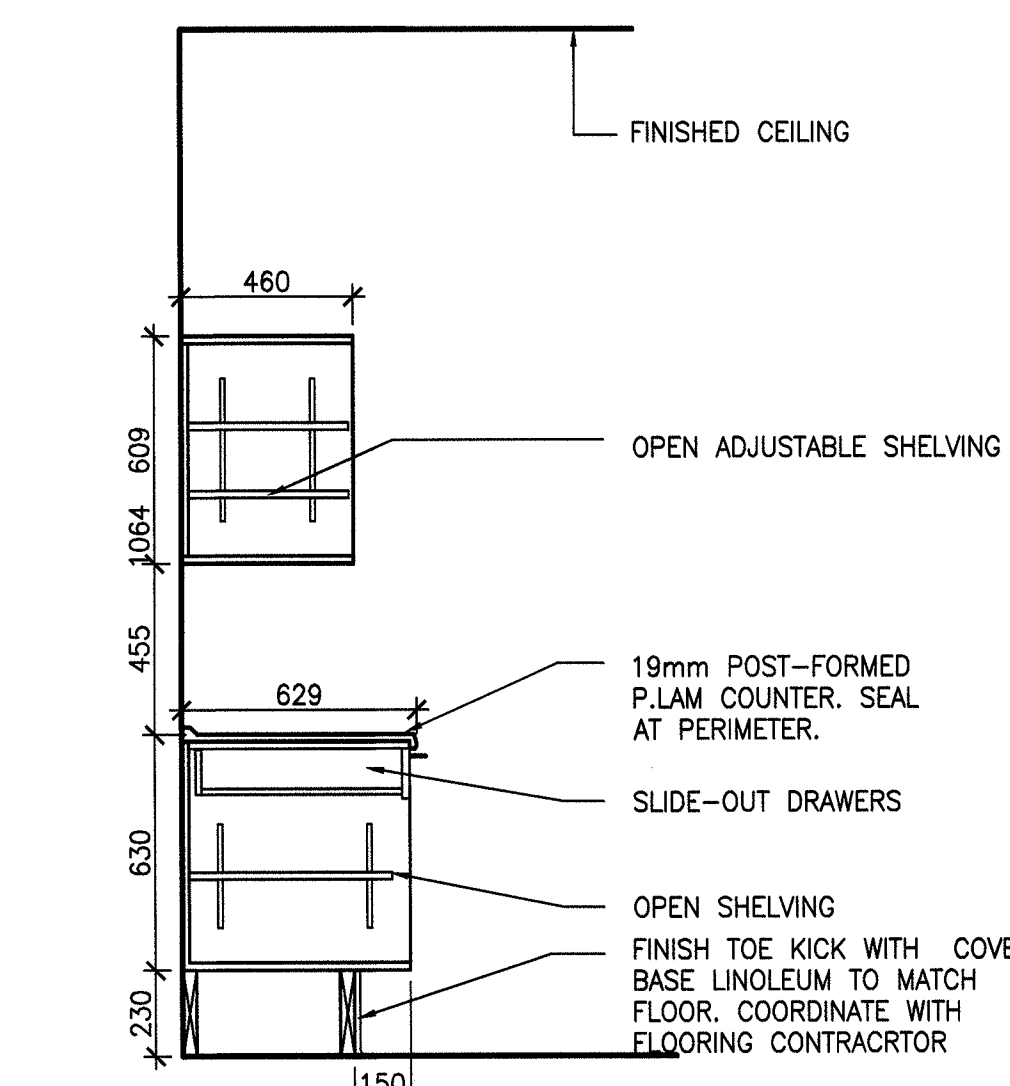 FINISHED CEILING
460
609
OPEN ADJUSTABLE SHELVING
1064
455
19mm POST-FORMED
P.LAM COUNTER. SEAL
AT PERIMETER.
629
SLIDE-OUT DRAWERS
630
OPEN SHELVING
FINISH TOE KICK WITH COVE
BASE LINOLEUM TO MATCH
FLOOR. COORDINATE WITH
FLOORING CONTRACRTOR
230
150